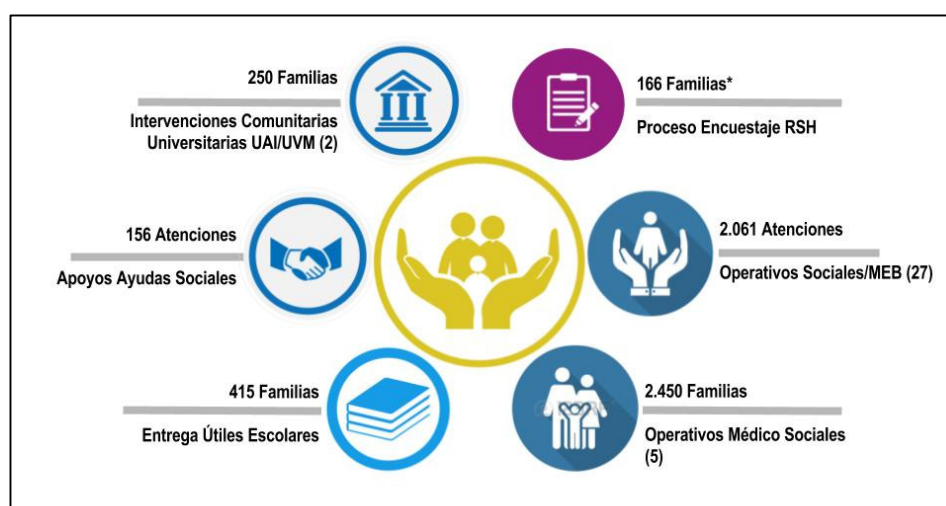 250 Familias
Intervenciones Comunitarias
Universitarias UAI/UVM (2)
166 Familias*
Proceso Encuestaje RSH
156 Atenciones
Apoyos Ayudas Sociales
2.061 Atenciones
Operativos Sociales/MEB (27)
415 Familias
Entrega Útiles Escolares
2.450 Familias
Operativos Médico Sociales
(5)